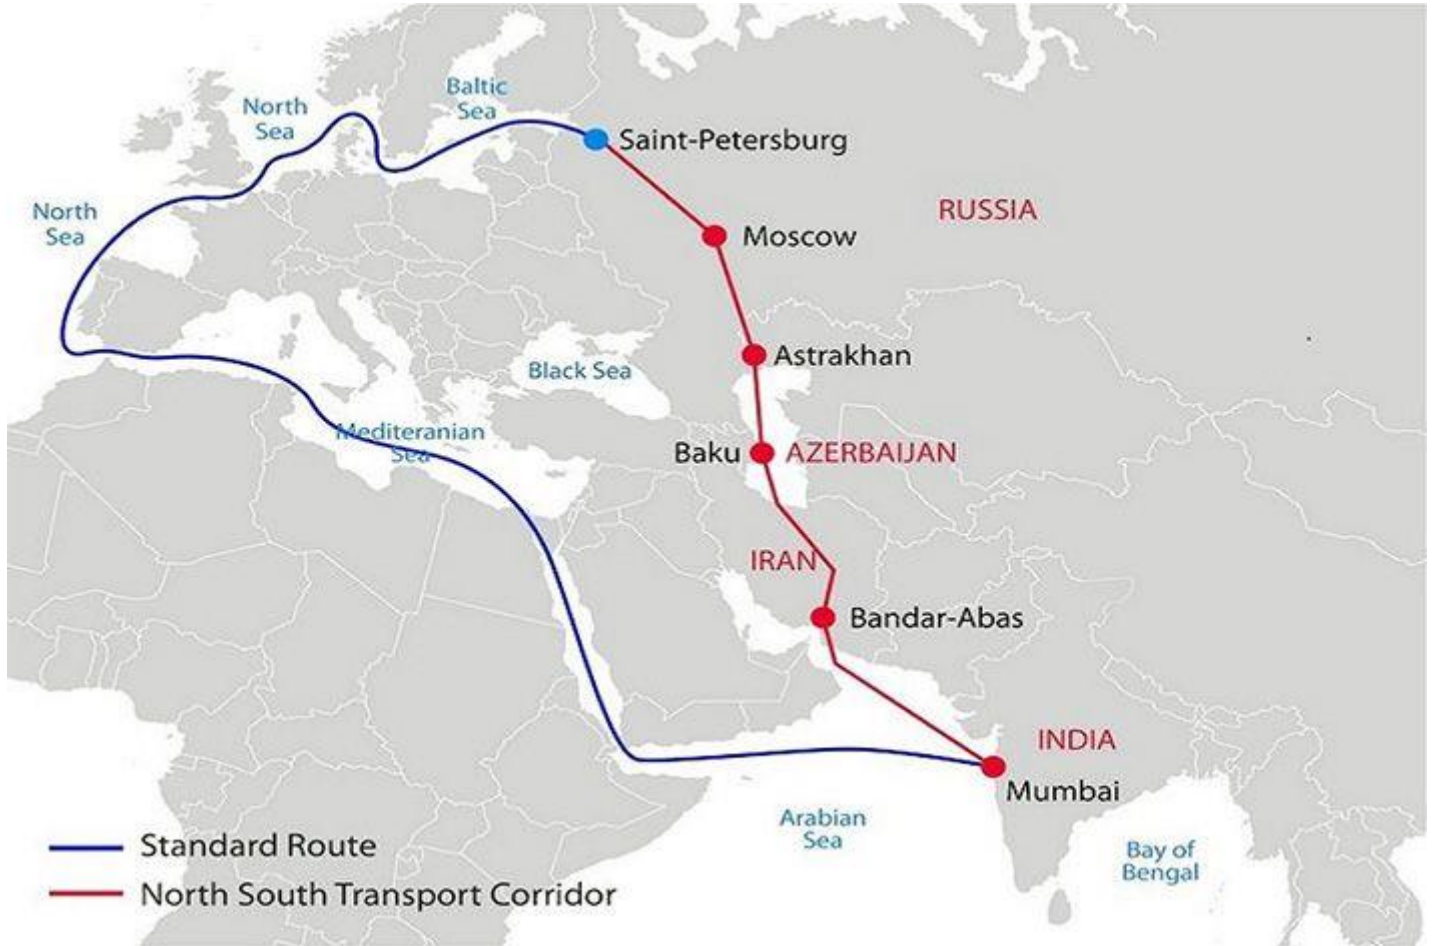 Baltic
Sea
North
Sea
Saint-Petersburg
North
Sea
RUSSIA
Moscow
Astrakhan
Black Sea
Mediteranian
Sea
Baku
AZERBAIJAN
IRAN
Bandar-Abas
INDIA
Mumbai
Arabian
Sea
Bay of
Bengal
Standard Route
North South Transport Corridor